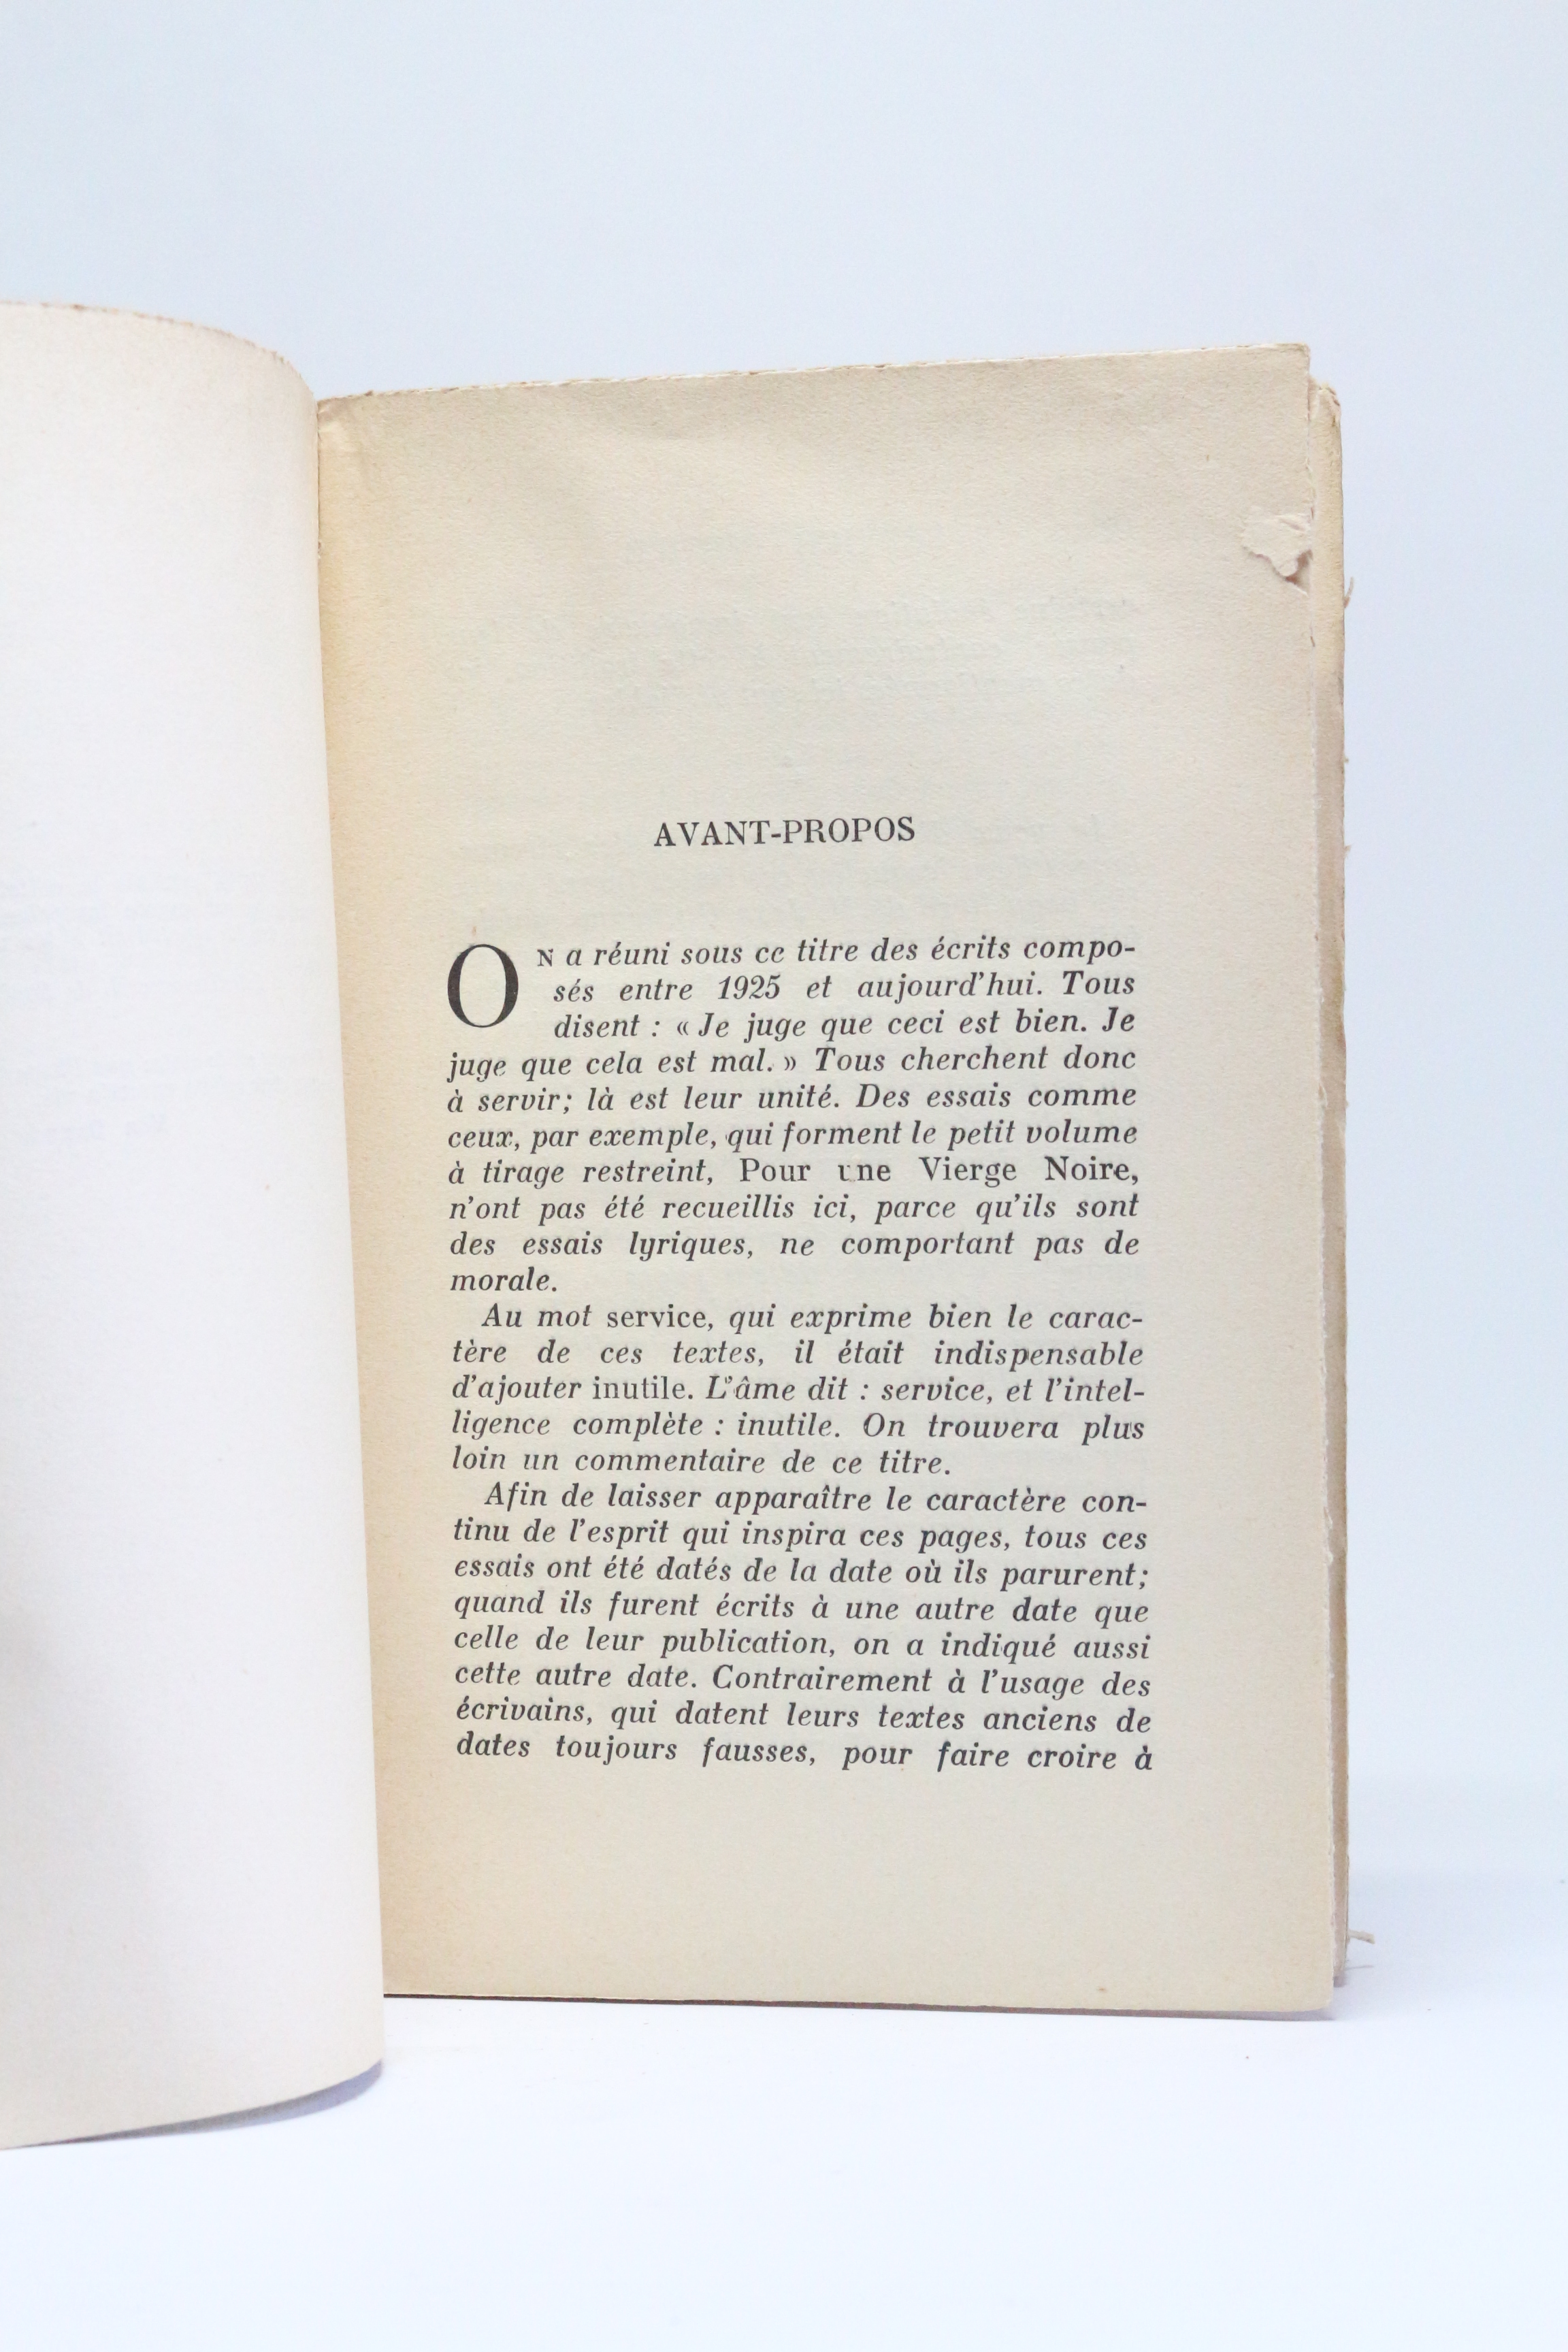 AVANT-PROPOS
ON a réuni sous ce titre des écrits compo-
sés entre 1925 et aujourd'hui. Tous
disent : « Je juge que ceci est bien. Je
juge que cela est mal. » Tous cherchent donc
à servir; là est leur unité. Des essais comme
ceux, par exemple, qui forment le petit volume
à tirage restreint, Pour une Vierge Noire,
n'ont pas été recueillis ici, parce qu'ils sont
des essais lyriques, ne comportant pas de
morale.
Au mot service, qui exprime bien le carac-
tère de ces textes, il était indispensable
d'ajouter inutile. L'âme dit : service, et l'intel-
ligence complète : inutile. On trouvera plus
loin un commentaire de ce titre.
Afin de laisser apparaître le caractère con-
tinu de l'esprit qui inspira ces pages, tous ces
essais ont été datés de la date où ils parurent;
quand ils furent écrits à une autre date que
celle de leur publication, on a indiqué aussi
cette autre date. Contrairement à l'usage des
écrivains, qui datent leurs textes anciens de
dates toujours fausses, pour faire croire à